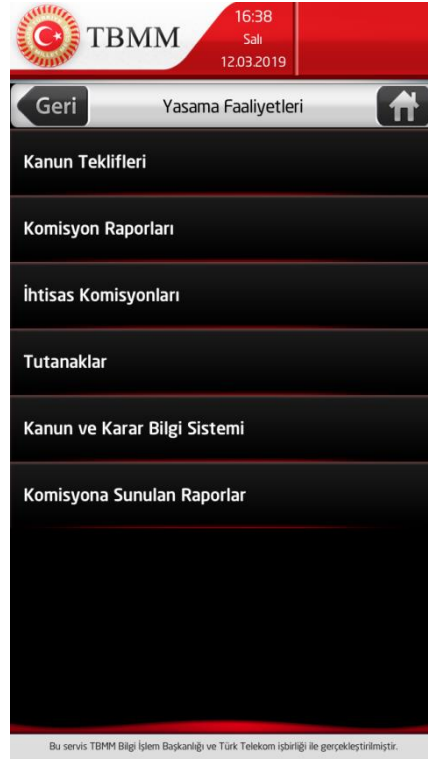 TBMM
16:38
Salı
12.03.2019
Geri
Yasama Faaliyetleri
Kanun Teklifleri
Komisyon Raporları
İhtisas Komisyonları
Tutanaklar
Kanun ve Karar Bilgi Sistemi
Komisyona Sunulan Raporlar
Bu servis TBMM Bilgi İşlem Başkanlığı ve Türk Telekom işbirliği ile gerçekleştirilmiştir.